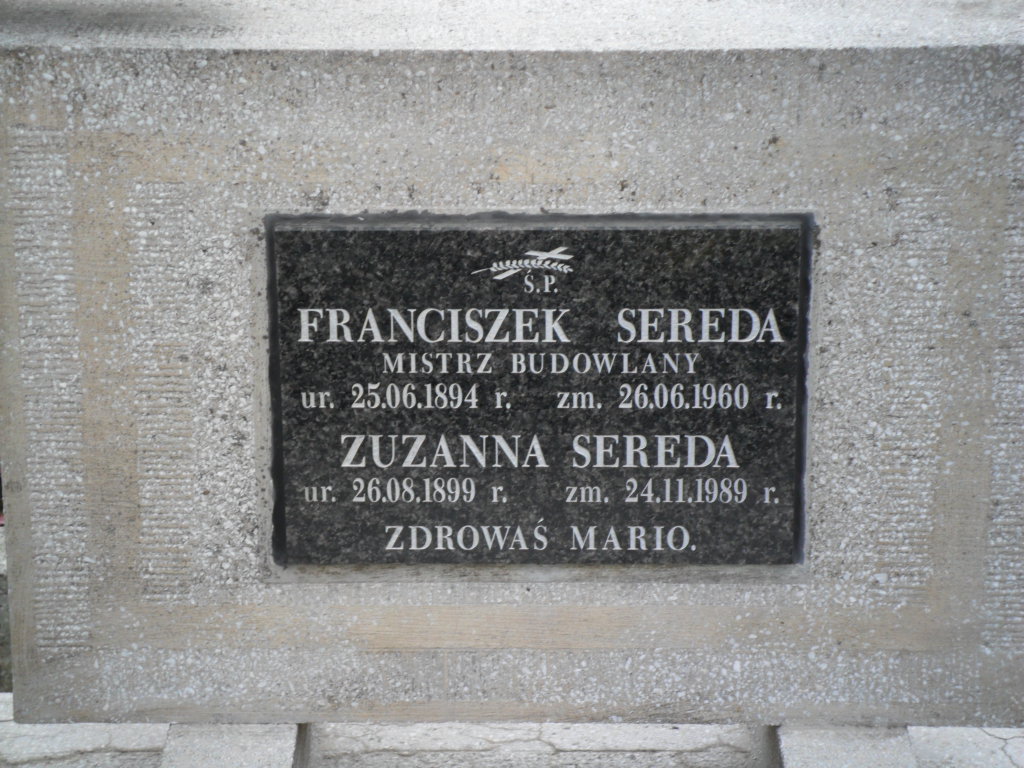 Ś.P.
FRANCISZEK SEREDA
MISTRZ BUDOWLANY
ur. 25.06.1894 r. zm. 26.06.1960 r.
ZUZANNA SEREDA
ur. 26.08.1899 r. zm. 24.11.1989 r.
ZDROWAŚ MARIO.